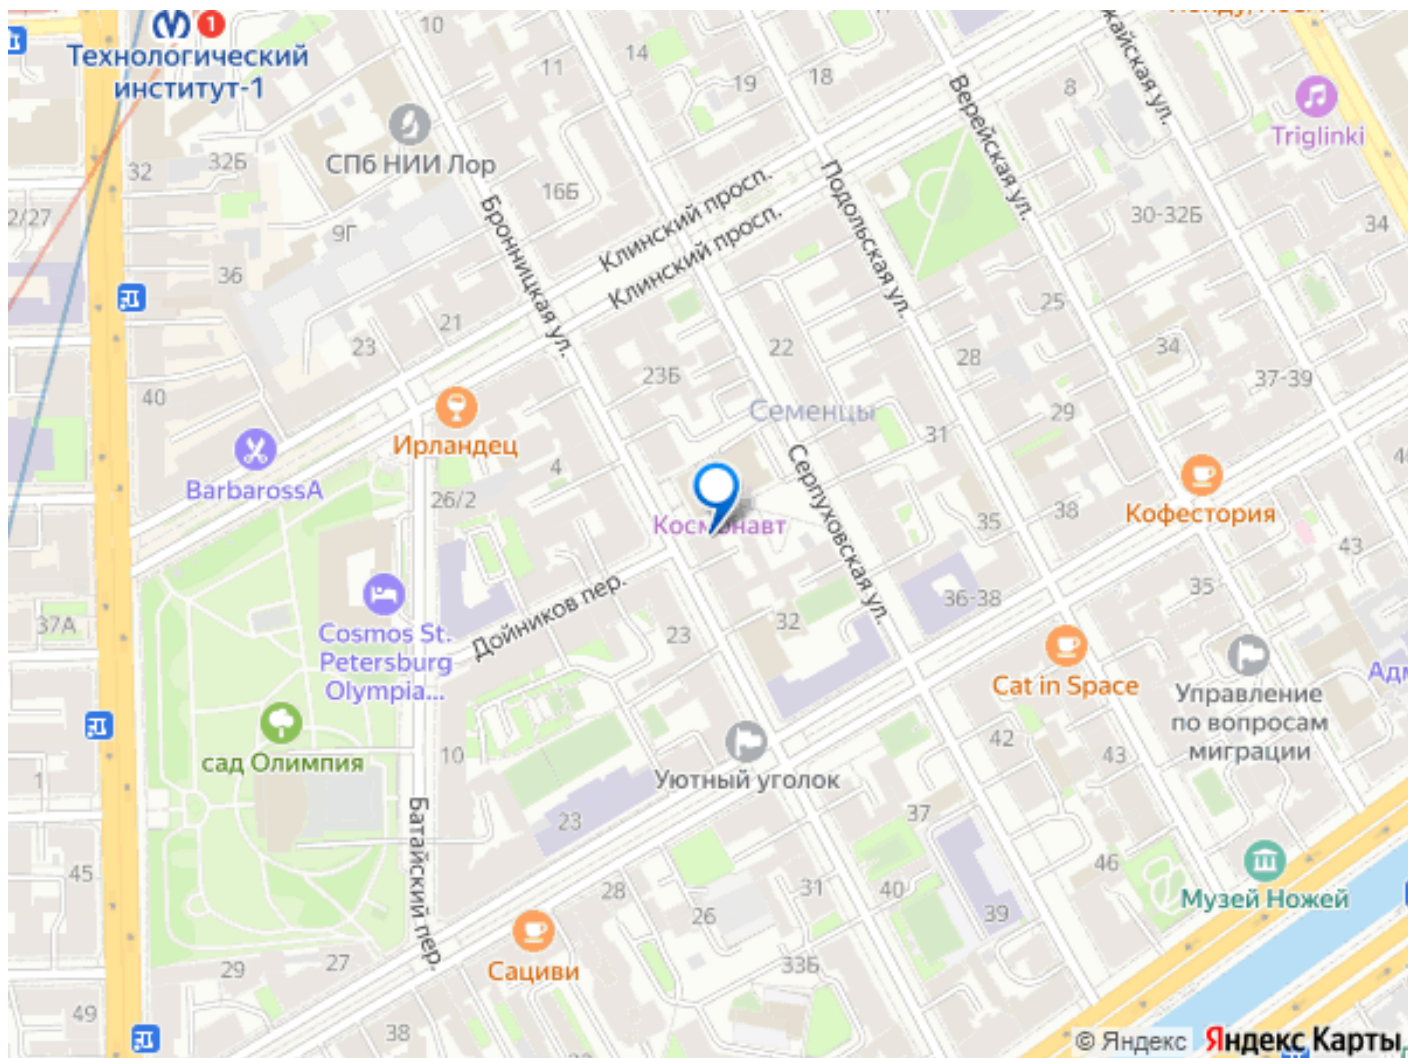 1
Технологический
институт-1
10
14
11
19
18
8
Верейская ул.
Triglinki
СПб НИИ Лор
32
32Б
16Б
2/27
9Г
36
Бронницкая ул.
Клинский просп.
Клинский просп.
Подольская ул.
30-32Б
34
21
23
25
22
28
34
23Б
37-39
40
Ирландец
Семенцы
29
31
BarbarossA
26/2
4
Серпуховская ул.
Космонавт
35
38
Кофестория
43
Дойников пер.
37А
Cosmos St.
Petersburg
Olympia...
23
32
36-38
35
Cat in Space
Управление
по вопросам
миграции
сад Олимпия
1
10
Уютный уголок
42
43
Батайский пер.
23
37
46
45
28
31
40
26
39
Музей Ножей
Сациви
29
27
33Б
49
38
© Яндекс
Яндекс Карты